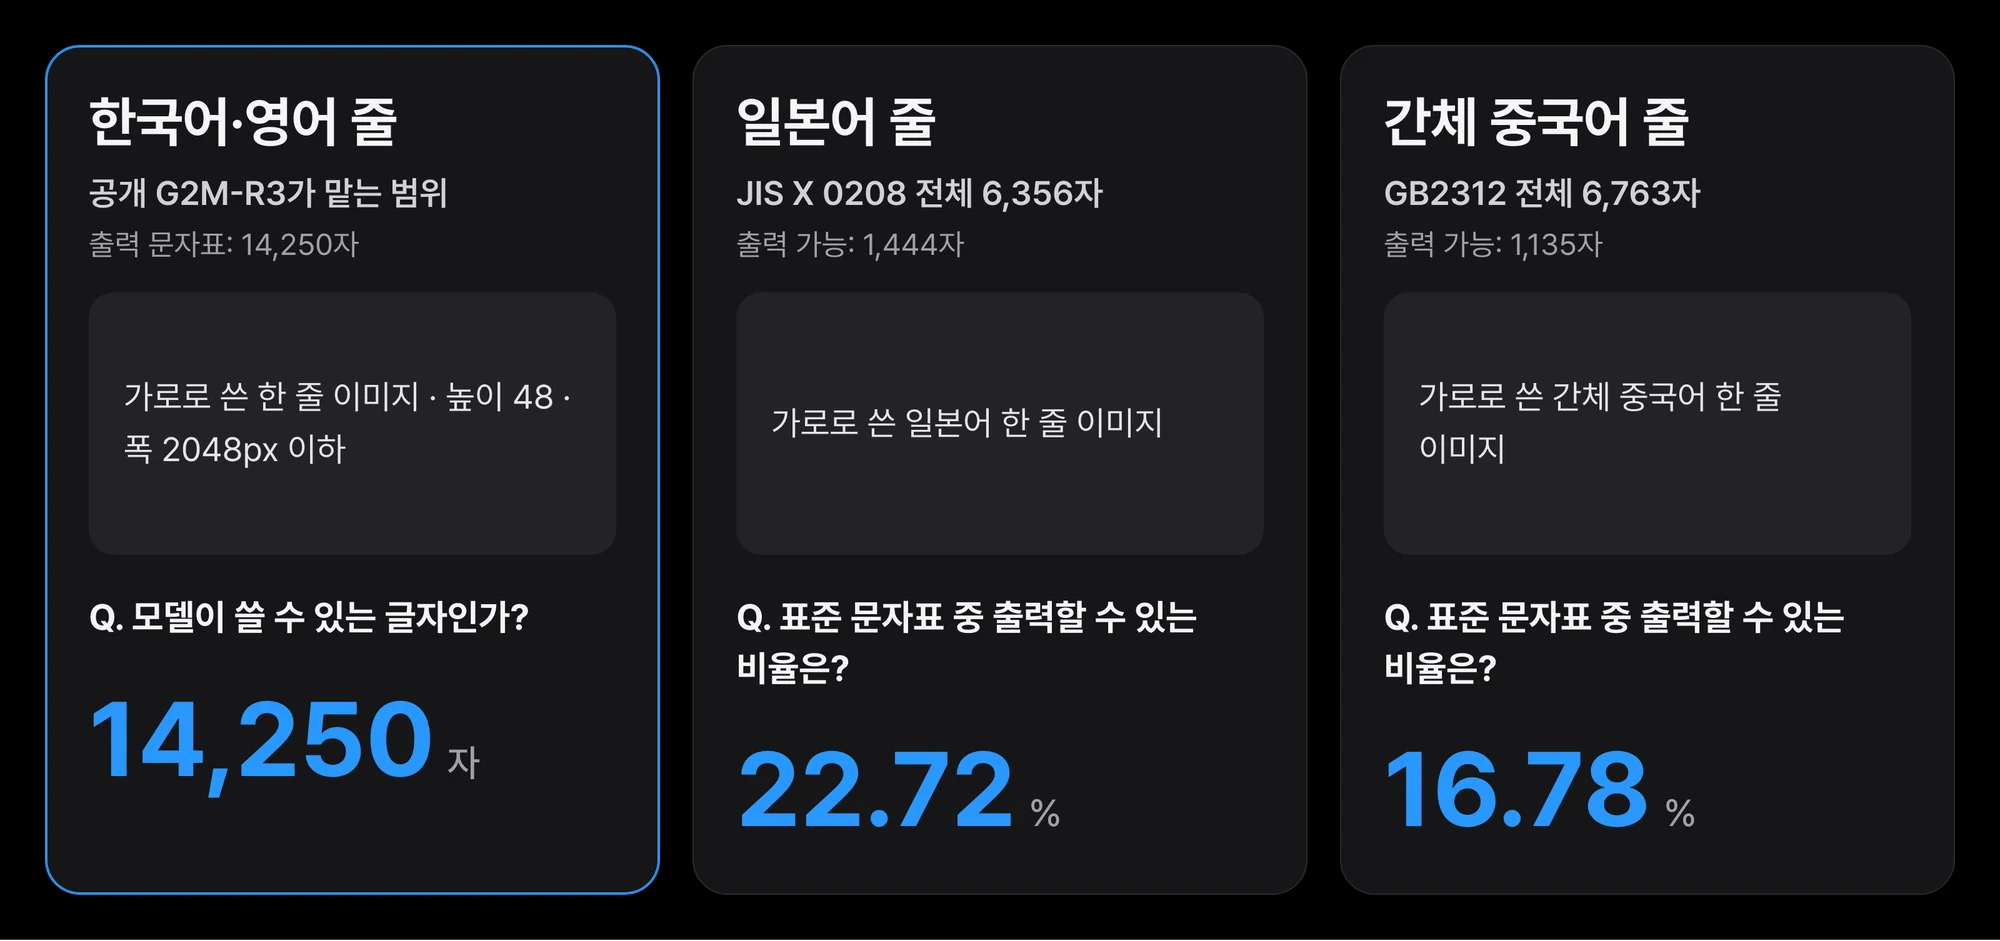 한국어·영어 줄
공개 G2M-R3가 맡는 범위
출력 문자표: 14,250자
가로로 쓴 한 줄 이미지 · 높이 48 ·
폭 2048px 이하
Q. 모델이 쓸 수 있는 글자인가?
14,250 자
일본어 줄
JIS X 0208 전체 6,356자
출력 가능: 1,444자
가로로 쓴 일본어 한 줄 이미지
Q. 표준 문자표 중 출력할 수 있는
비율은?
22.72 %
간체 중국어 줄
GB2312 전체 6,763자
출력 가능: 1,135자
가로로 쓴 간체 중국어 한 줄
이미지
Q. 표준 문자표 중 출력할 수 있는
비율은?
16.78 %